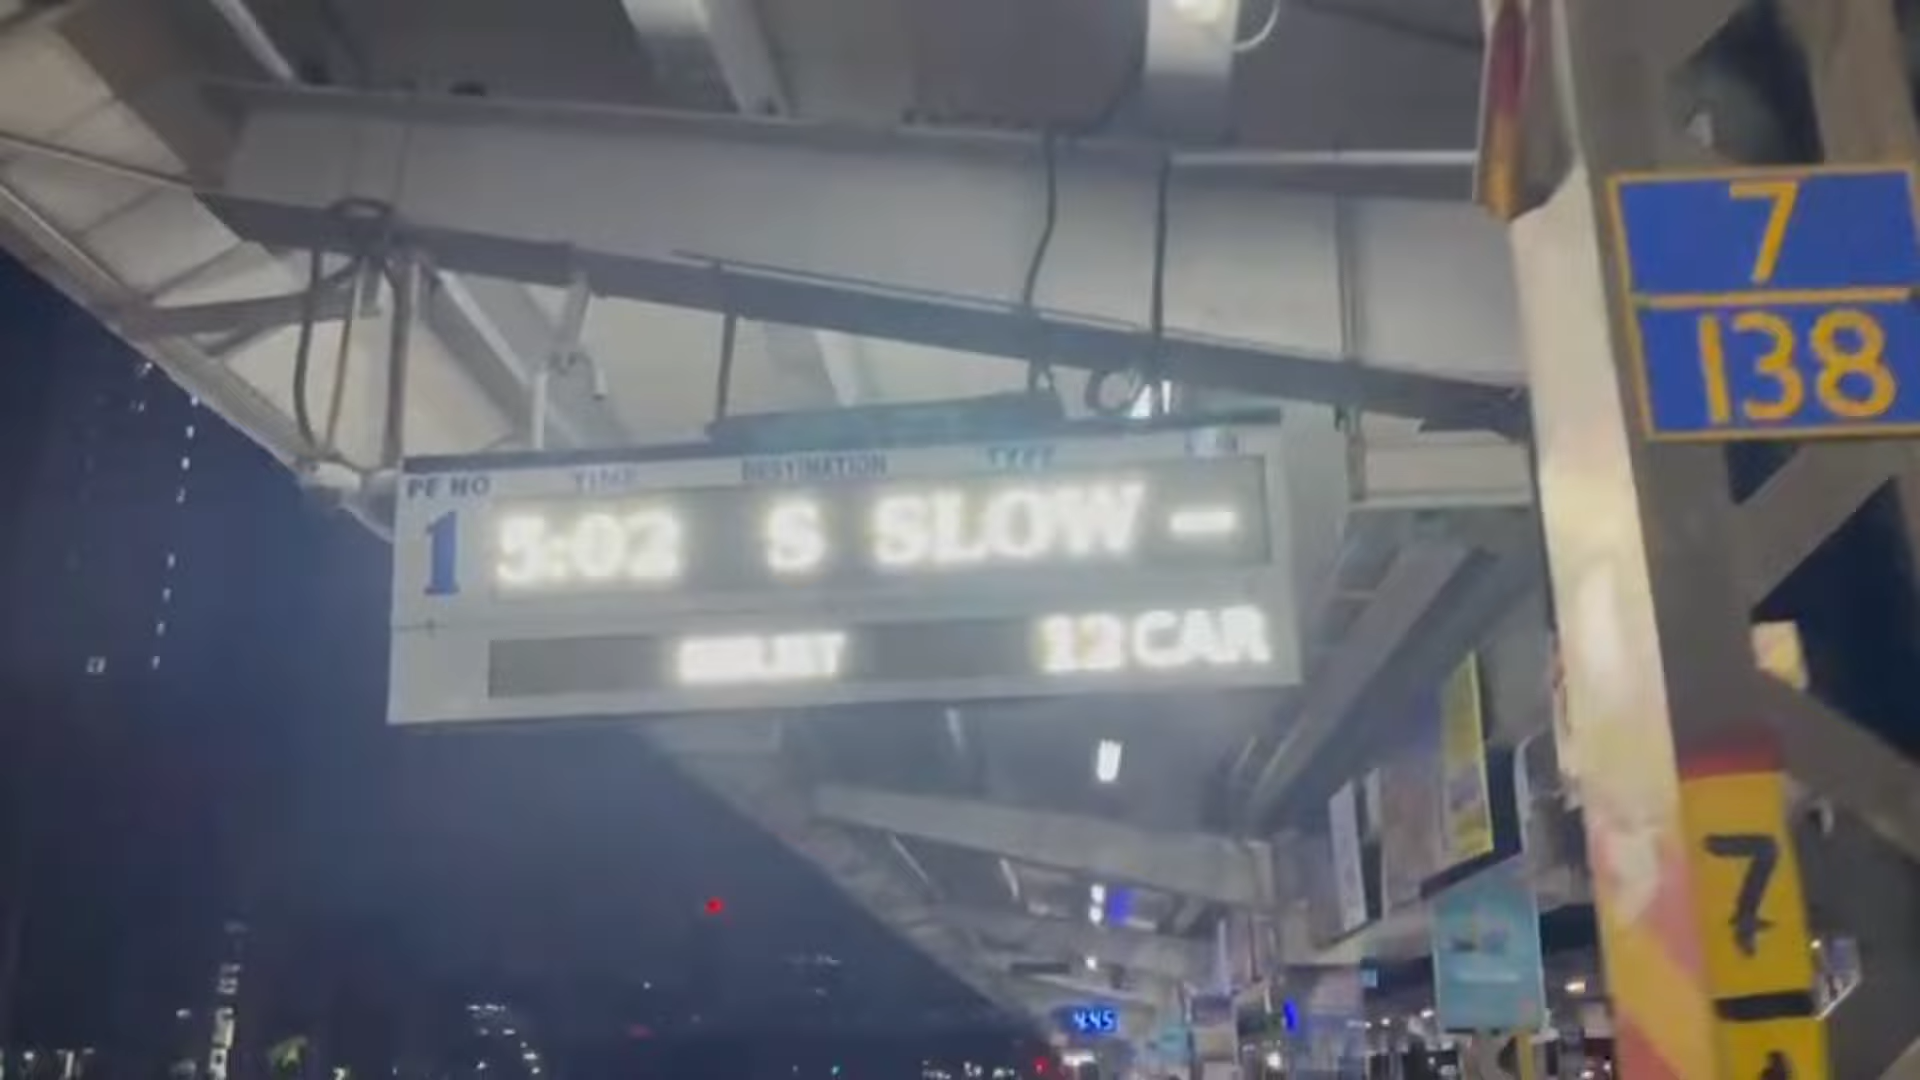 PF NO TIME DESTINATION TYPE
1 5:02 S SLOW –
12 CAR
7
138
7
4:45